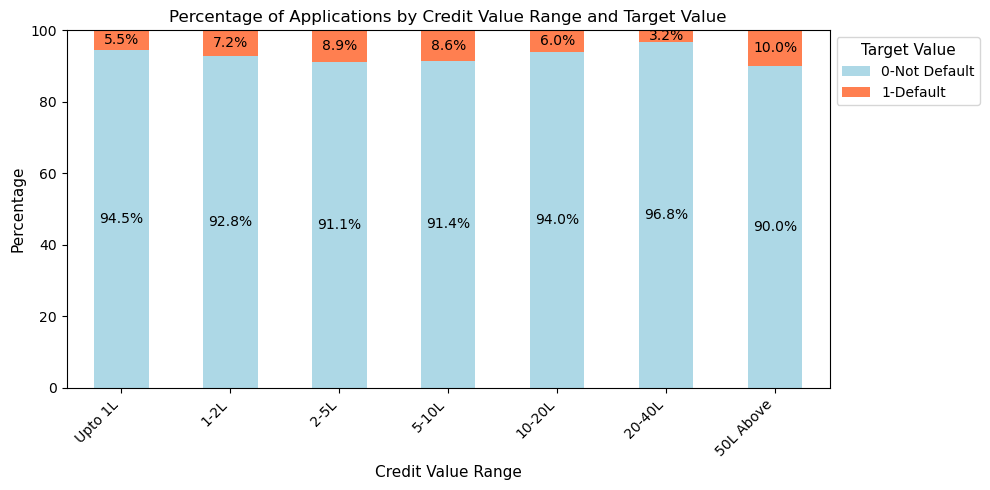 Percentage of Applications by Credit Value Range and Target Value
100
80
60
40
20
0
Percentage
5.5%
7.2%
8.9%
8.6%
6.0%
3.2%
10.0%
94.5%
92.8%
91.1%
91.4%
94.0%
96.8%
90.0%
Upto 1L
1-2L
2-5L
5-10L
10-20L
20-40L
50L Above
Credit Value Range
Target Value
0-Not Default
1-Default